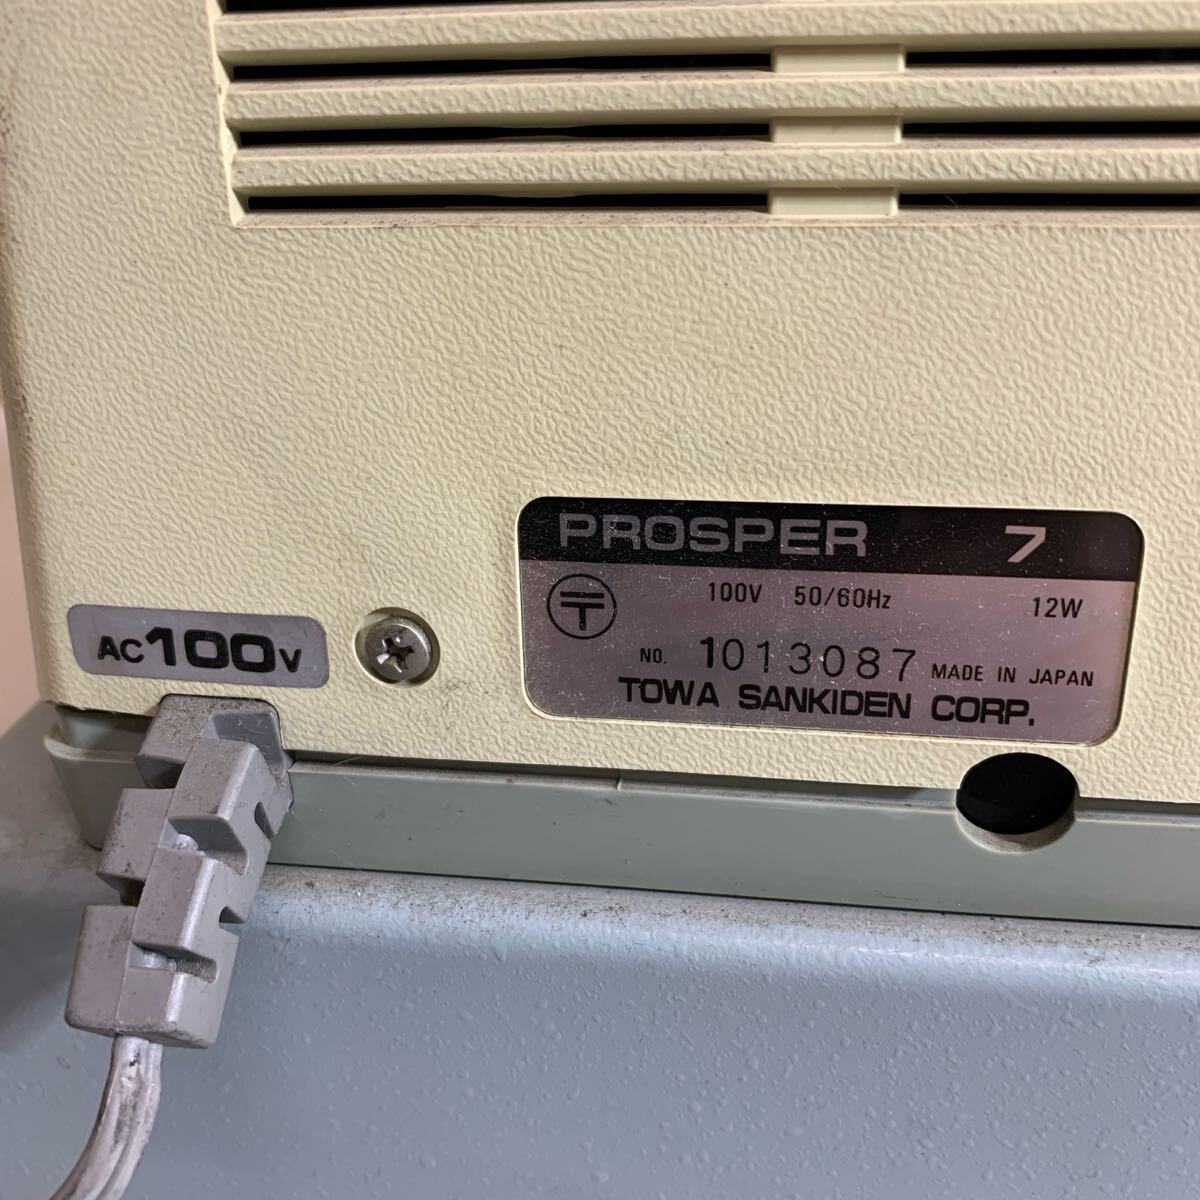 PROSPER 7
100V 50/60Hz 12W
NO. 1013087 MADE IN JAPAN
TOWA SANKIDEN CORP.
AC100V